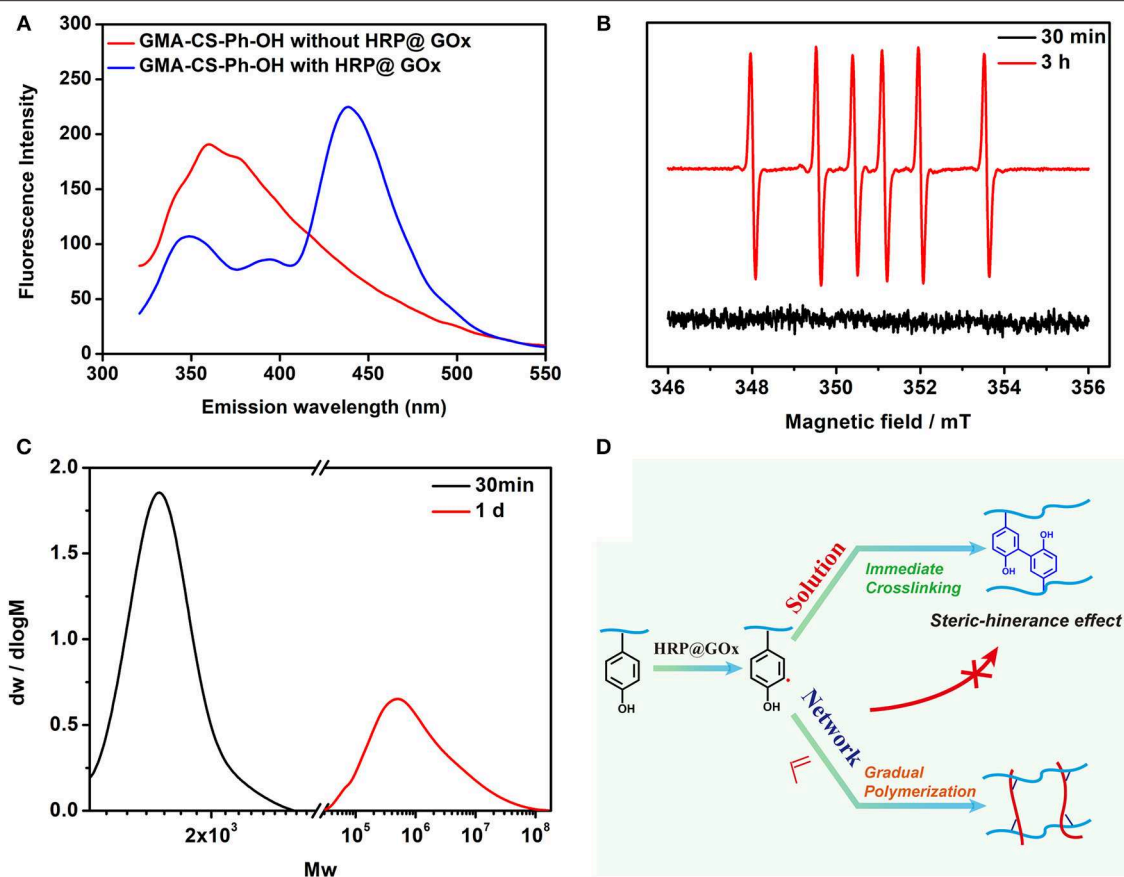 A
300
250
200
150
100
50
0
Fluorescence Intensity
GMA-CS-Ph-OH without HRP@ GOx
GMA-CS-Ph-OH with HRP@ GOx
300 350 400 450 500 550
Emission wavelength (nm)
B
30 min
3 h
346 348 350 352 354 356
Magnetic field / mT
C
2.0
1.5
1.0
0.5
0.0
dw / dlogM
30min
1 d
2x10³ 10⁵ 10⁶ 10⁷ 10⁸
Mw
D
OH
HRP@GOx
OH
Solution
Immediate
Crosslinking
OH
OH
Steric-hinerance effect
Network
Gradual
Polymerization